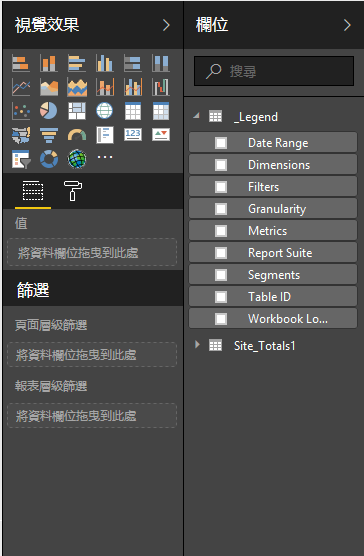 視覺效果
123
值
將資料欄位拖曳到此處
篩選
頁面層級篩選
將資料欄位拖曳到此處
報表層級篩選
將資料欄位拖曳到此處
欄位
搜尋
_Legend
Date Range
Dimensions
Filters
Granularity
Metrics
Report Suite
Segments
Table ID
Workbook Lo...
Site_Totals1